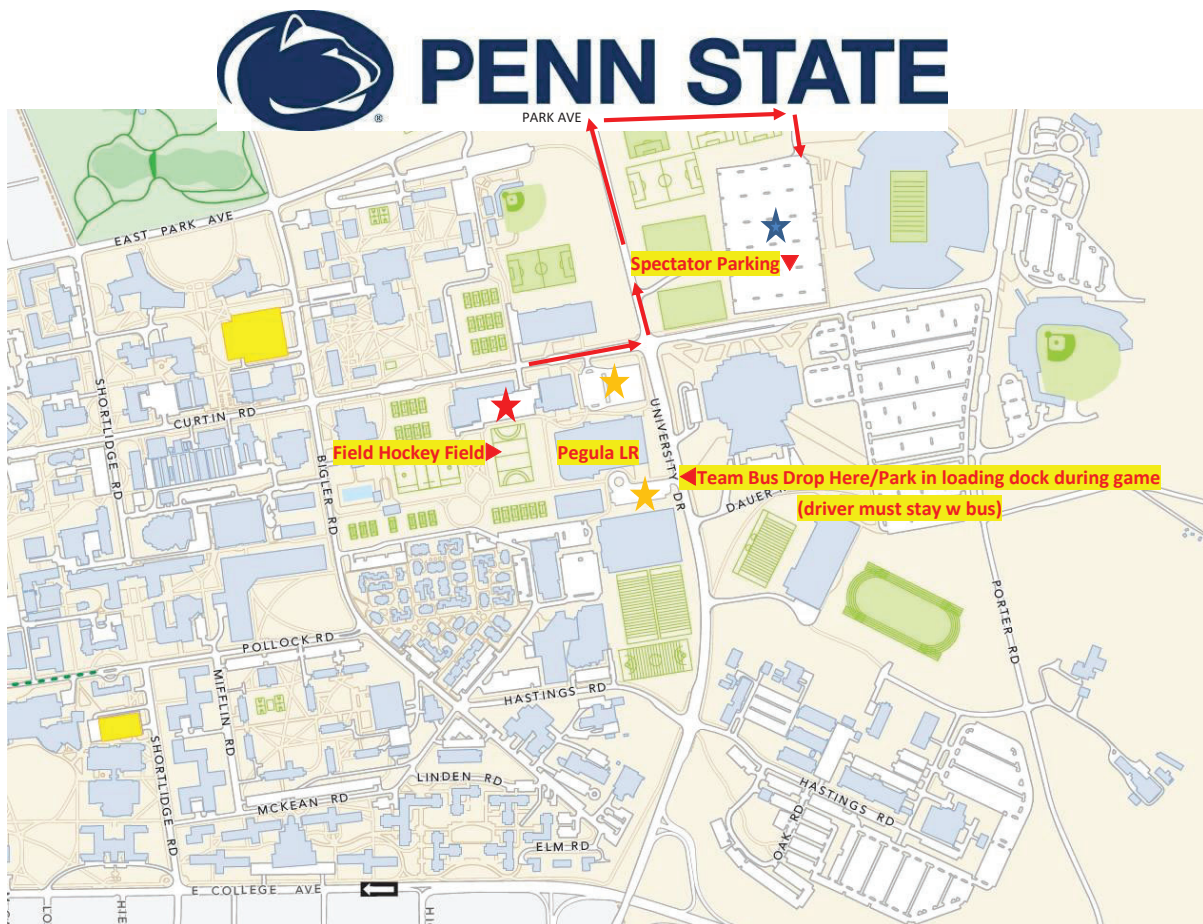 PENN STATE
®
PARK AVE
EAST PARK AVE
Spectator Parking
SHORTLIDGE RD
CURTIN RD
UNIVERSITY DR
BIGLER RD
Field Hockey Field
Pegula LR
Team Bus Drop Here/Park in loading dock during game
(driver must stay w bus)
DAUER
PORTER RD
POLLOCK RD
MIFFLIN RD
HASTINGS RD
SHORTLIDGE RD
LINDEN RD
MCKEAN RD
HASTINGS RD
OAK RD
ELM RD
E COLLEGE AVE